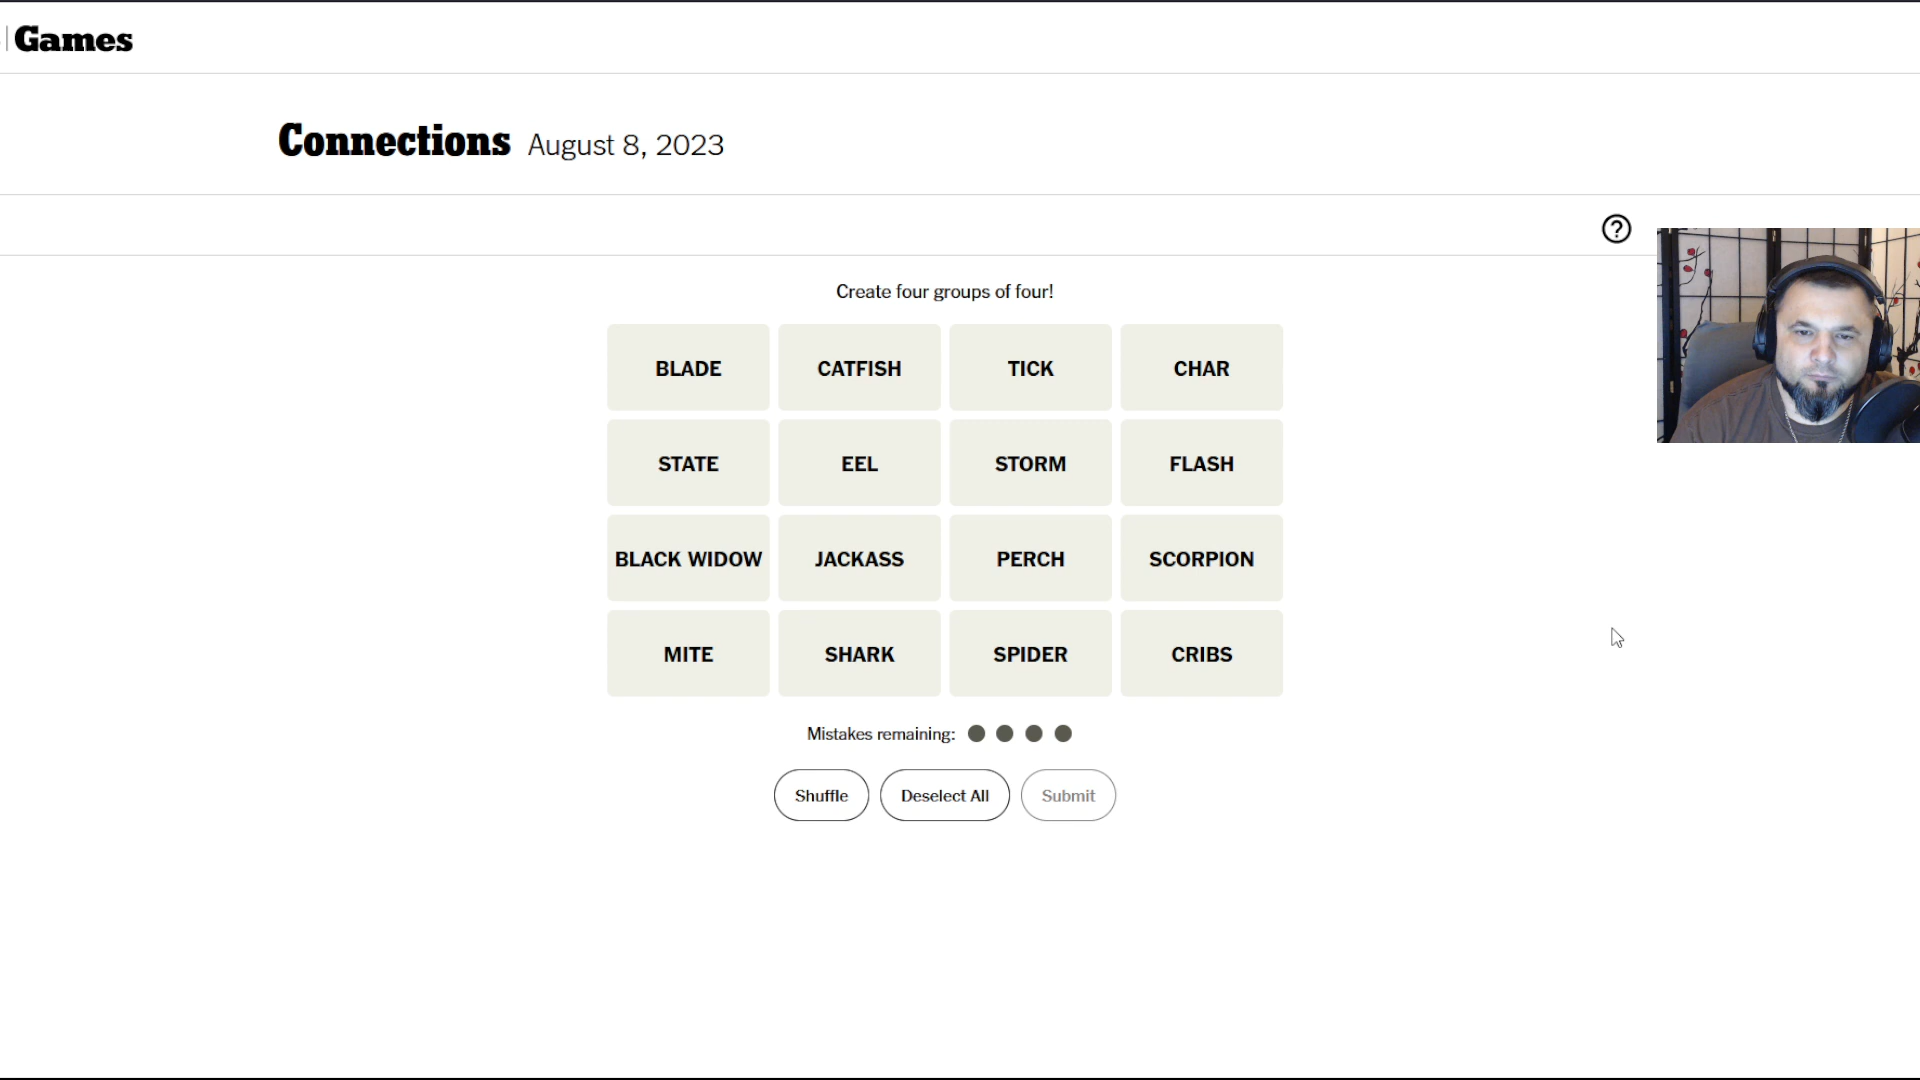 Games
Connections August 8, 2023
?
Create four groups of four!
BLADE CATFISH TICK CHAR
STATE EEL STORM FLASH
BLACK WIDOW JACKASS PERCH SCORPION
MITE SHARK SPIDER CRIBS
Mistakes remaining:
Shuffle Deselect All Submit